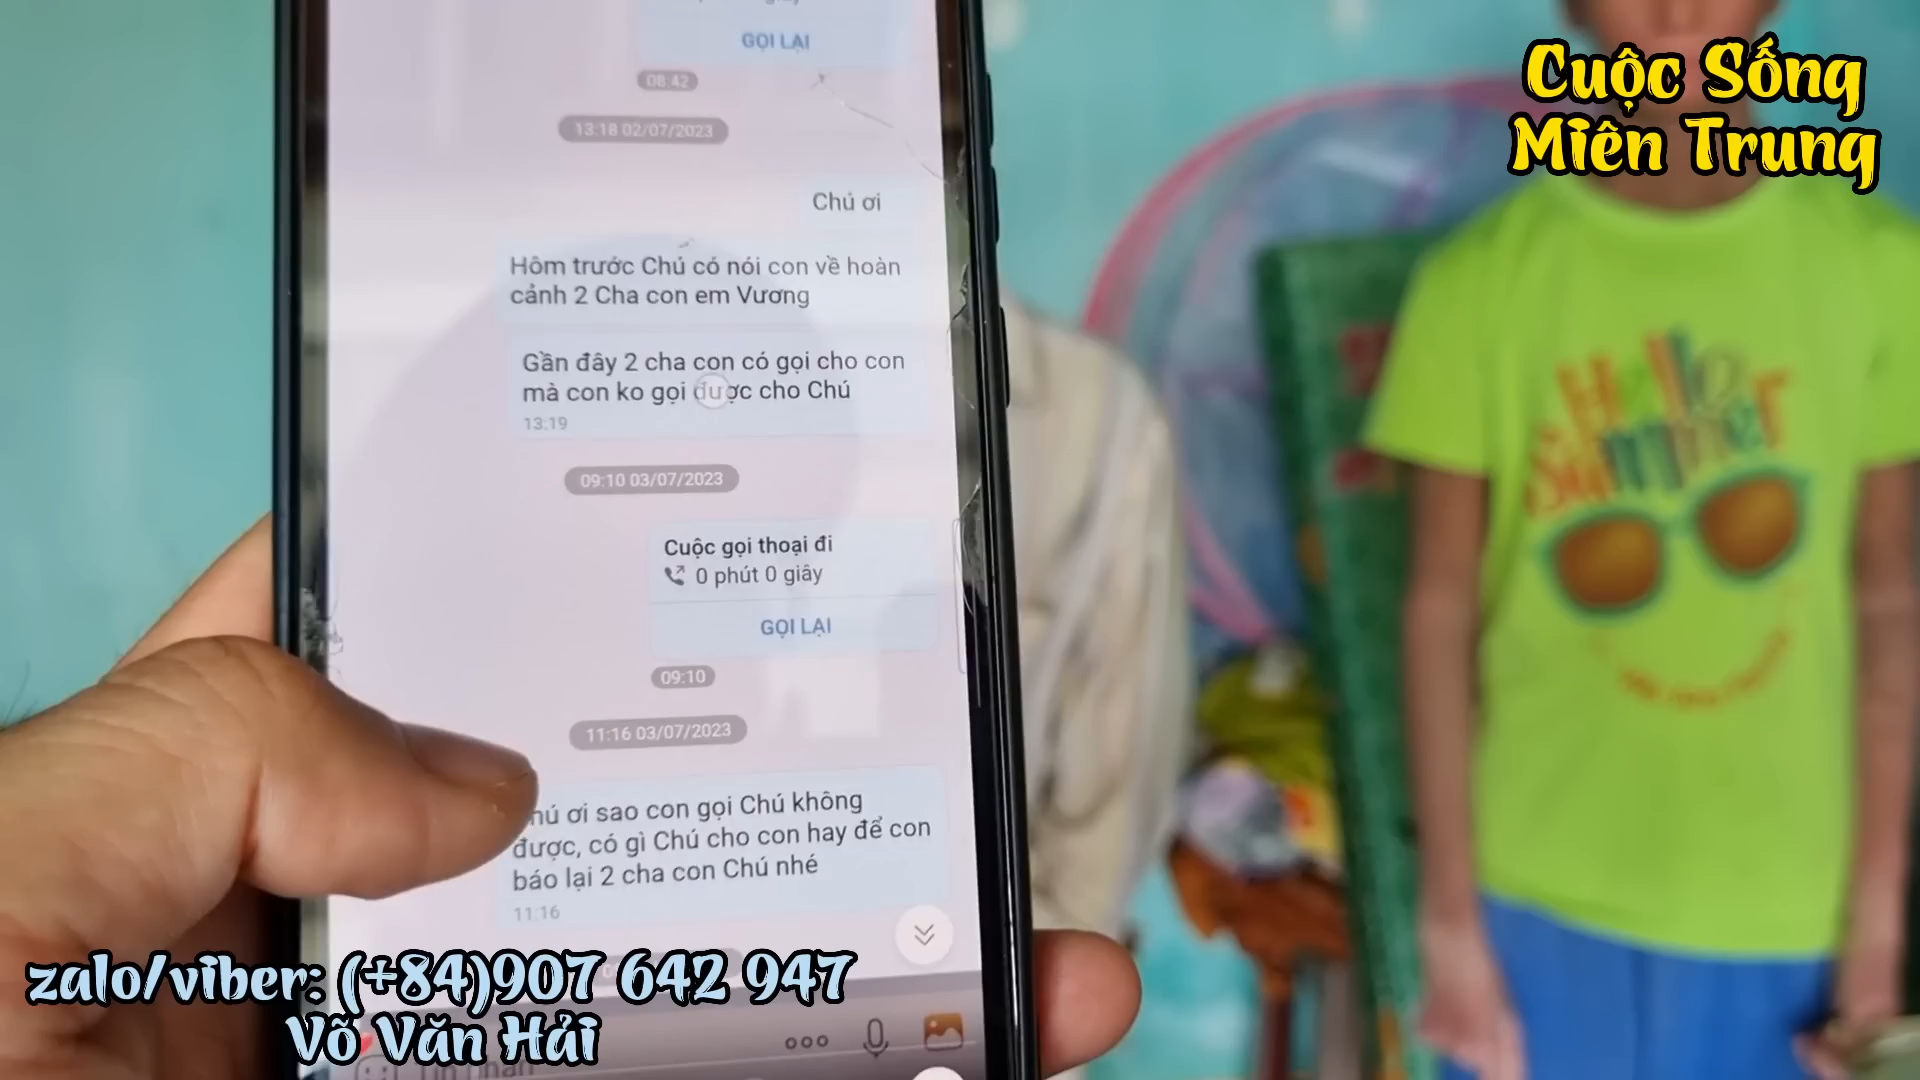 GỌI LẠI
08:42
13:18 02/07/2023
Chú ơi
Hôm trước Chú có nói con về hoàn
cảnh 2 Cha con em Vương
Gần đây 2 cha con có gọi cho con
mà con ko gọi được cho Chú
13:19
09:10 03/07/2023
Cuộc gọi thoại đi
0 phút 0 giây
GỌI LẠI
09:10
11:16 03/07/2023
ơi sao con gọi Chú không
được, có gì Chú cho con hay để con
báo lại 2 cha con Chú nhé
11:16
Cuộc Sống
Miên Trung
Hello
Summer
zalo/viber: (+84)907 642 947
Võ Văn Hải